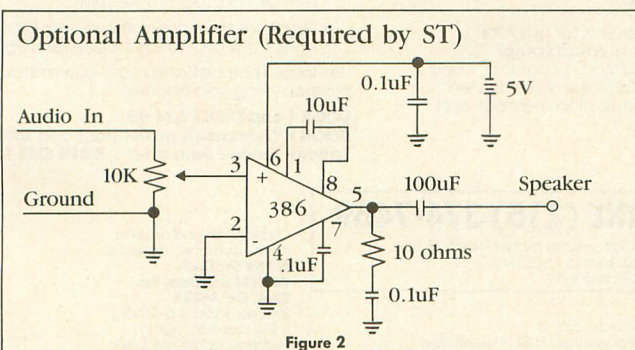 Optional Amplifier (Required by ST)
0.1uF
5V
10uF
Audio In
10K
3
6
1
+
8
5
386
100uF
Speaker
Ground
2
-
4
.1uF
7
10 ohms
0.1uF
Figure 2